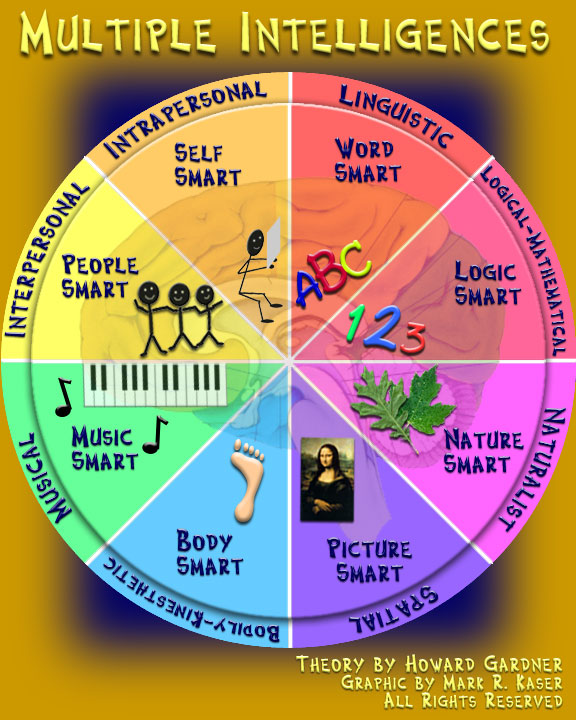 MULTIPLE INTELLIGENCES
INTRAPERSONAL
LINGUISTIC
SELF
SMART
WORD
SMART
INTERPERSONAL
LOGICAL-MATHEMATICAL
PEOPLE
SMART
LOGIC
SMART
ABC
123
MUSIC
SMART
NATURE
SMART
MUSICAL
NATURALIST
BODY
SMART
PICTURE
SMART
BODILY-KINESTHETIC
SPATIAL
THEORY BY HOWARD GARDNER
GRAPHIC BY MARK R. KASER
ALL RIGHTS RESERVED